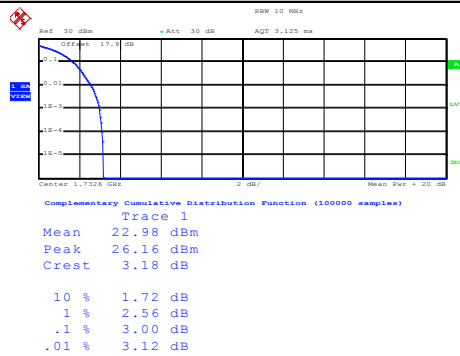 RBW 10 MHz
Ref 30 dBm * Att 30 dB AQT 3.125 ms
Offset 17.9 dB
0.1
0.01
1E-3
1E-4
1E-5
1 SA
VIEW
A
LVL
Center 1.7326 GHz 2 dB/ Mean Pwr + 20 dB
Complementary Cumulative Distribution Function (100000 samples)
Trace 1
Mean 22.98 dBm
Peak 26.16 dBm
Crest 3.18 dB
10 % 1.72 dB
1 % 2.56 dB
.1 % 3.00 dB
.01 % 3.12 dB